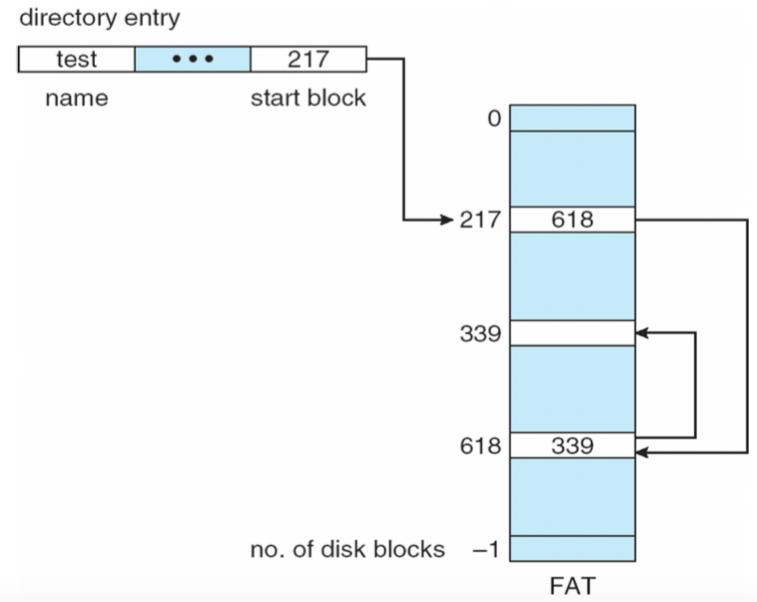 directory entry
test ••• 217
name start block
0
217 618
339
618 339
no. of disk blocks –1
FAT